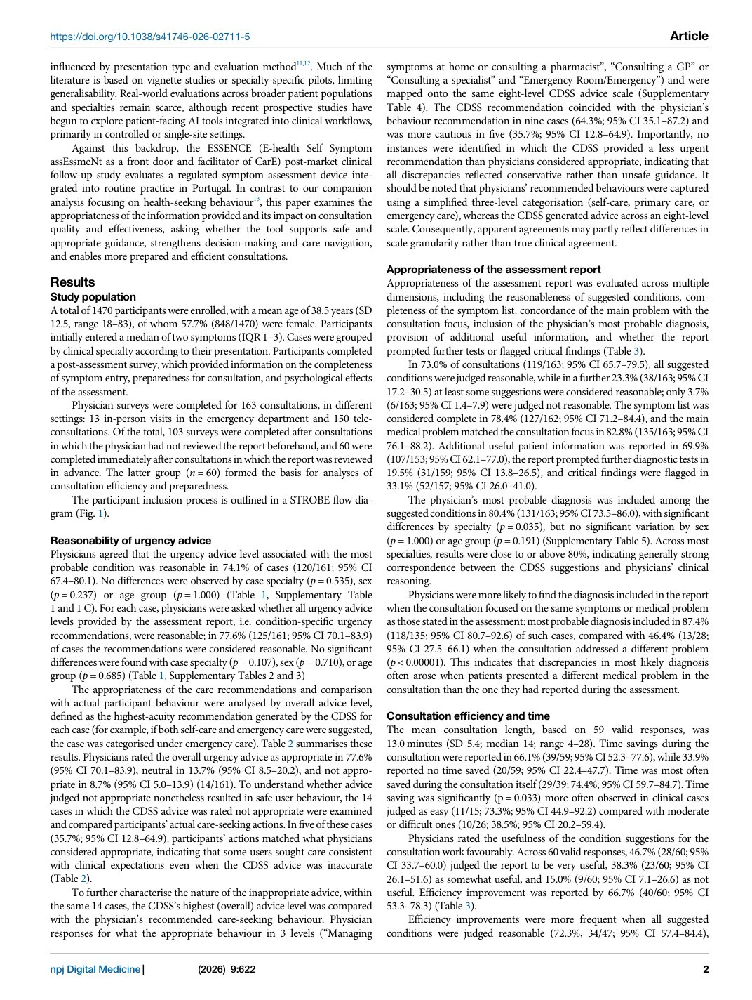 https://doi.org/10.1038/s41746-026-02711-5
Article
influenced by presentation type and evaluation method11,12. Much of the
literature is based on vignette studies or specialty-specific pilots, limiting
generalisability. Real-world evaluations across broader patient populations
and specialties remain scarce, although recent prospective studies have
begun to explore patient-facing AI tools integrated into clinical workflows,
primarily in controlled or single-site settings.
Against this backdrop, the ESSENCE (E-health Self Symptom
assEssmeNt as a front door and facilitator of CarE) post-market clinical
follow-up study evaluates a regulated symptom assessment device inte-
grated into routine practice in Portugal. In contrast to our companion
analysis focusing on health-seeking behaviour13, this paper examines the
appropriateness of the information provided and its impact on consultation
quality and effectiveness, asking whether the tool supports safe and
appropriate guidance, strengthens decision-making and care navigation,
and enables more prepared and efficient consultations.
Results
Study population
A total of 1470 participants were enrolled, with a mean age of 38.5 years (SD
12.5, range 18–83), of whom 57.7% (848/1470) were female. Participants
initially entered a median of two symptoms (IQR 1–3). Cases were grouped
by clinical specialty according to their presentation. Participants completed
a post-assessment survey, which provided information on the completeness
of symptom entry, preparedness for consultation, and psychological effects
of the assessment.
Physician surveys were completed for 163 consultations, in different
settings: 13 in-person visits in the emergency department and 150 tele-
consultations. Of the total, 103 surveys were completed after consultations
in which the physician had not reviewed the report beforehand, and 60 were
completed immediately after consultations in which the report was reviewed
in advance. The latter group (n = 60) formed the basis for analyses of
consultation efficiency and preparedness.
The participant inclusion process is outlined in a STROBE flow dia-
gram (Fig. 1).
Reasonability of urgency advice
Physicians agreed that the urgency advice level associated with the most
probable condition was reasonable in 74.1% of cases (120/161; 95% CI
67.4–80.1). No differences were observed by case specialty (p = 0.535), sex
(p = 0.237) or age group (p = 1.000) (Table 1, Supplementary Table
1 and 1 C). For each case, physicians were asked whether all urgency advice
levels provided by the assessment report, i.e. condition-specific urgency
recommendations, were reasonable; in 77.6% (125/161; 95% CI 70.1–83.9)
of cases the recommendations were considered reasonable. No significant
differences were found with case specialty (p = 0.107), sex (p = 0.710), or age
group (p = 0.685) (Table 1, Supplementary Tables 2 and 3)
The appropriateness of the care recommendations and comparison
with actual participant behaviour were analysed by overall advice level,
defined as the highest-acuity recommendation generated by the CDSS for
each case (for example, if both self-care and emergency care were suggested,
the case was categorised under emergency care). Table 2 summarises these
results. Physicians rated the overall urgency advice as appropriate in 77.6%
(95% CI 70.1–83.9), neutral in 13.7% (95% CI 8.5–20.2), and not appro-
priate in 8.7% (95% CI 5.0–13.9) (14/161). To understand whether advice
judged not appropriate nonetheless resulted in safe user behaviour, the 14
cases in which the CDSS advice was rated not appropriate were examined
and compared participants’ actual care-seeking actions. In five of these cases
(35.7%; 95% CI 12.8–64.9), participants’ actions matched what physicians
considered appropriate, indicating that some users sought care consistent
with clinical expectations even when the CDSS advice was inaccurate
(Table 2).
To further characterise the nature of the inappropriate advice, within
the same 14 cases, the CDSS’s highest (overall) advice level was compared
with the physician’s recommended care-seeking behaviour. Physician
responses for what the appropriate behaviour in 3 levels (“Managing
symptoms at home or consulting a pharmacist”, “Consulting a GP” or
“Consulting a specialist” and “Emergency Room/Emergency”) and were
mapped onto the same eight-level CDSS advice scale (Supplementary
Table 4). The CDSS recommendation coincided with the physician’s
behaviour recommendation in nine cases (64.3%; 95% CI 35.1–87.2) and
was more cautious in five (35.7%; 95% CI 12.8–64.9). Importantly, no
instances were identified in which the CDSS provided a less urgent
recommendation than physicians considered appropriate, indicating that
all discrepancies reflected conservative rather than unsafe guidance. It
should be noted that physicians’ recommended behaviours were captured
using a simplified three-level categorisation (self-care, primary care, or
emergency care), whereas the CDSS generated advice across an eight-level
scale. Consequently, apparent agreements may partly reflect differences in
scale granularity rather than true clinical agreement.
Appropriateness of the assessment report
Appropriateness of the assessment report was evaluated across multiple
dimensions, including the reasonableness of suggested conditions, com-
pleteness of the symptom list, concordance of the main problem with the
consultation focus, inclusion of the physician’s most probable diagnosis,
provision of additional useful information, and whether the report
prompted further tests or flagged critical findings (Table 3).
In 73.0% of consultations (119/163; 95% CI 65.7–79.5), all suggested
conditions were judged reasonable, while in a further 23.3% (38/163; 95% CI
17.2–30.5) at least some suggestions were considered reasonable; only 3.7%
(6/163; 95% CI 1.4–7.9) were judged not reasonable. The symptom list was
considered complete in 78.4% (127/162; 95% CI 71.2–84.4), and the main
medical problem matched the consultation focus in 82.8% (135/163; 95% CI
76.1–88.2). Additional useful patient information was reported in 69.9%
(107/153; 95% CI 62.1–77.0), the report prompted further diagnostic tests in
19.5% (31/159; 95% CI 13.8–26.5), and critical findings were flagged in
33.1% (52/157; 95% CI 26.0–41.0).
The physician’s most probable diagnosis was included among the
suggested conditions in 80.4% (131/163; 95% CI 73.5–86.0), with significant
differences by specialty (p = 0.035), but no significant variation by sex
(p = 1.000) or age group (p = 0.191) (Supplementary Table 5). Across most
specialties, results were close to or above 80%, indicating generally strong
correspondence between the CDSS suggestions and physicians’ clinical
reasoning.
Physicians were more likely to find the diagnosis included in the report
when the consultation focused on the same symptoms or medical problem
as those stated in the assessment: most probable diagnosis included in 87.4%
(118/135; 95% CI 80.7–92.6) of such cases, compared with 46.4% (13/28;
95% CI 27.5–66.1) when the consultation addressed a different problem
(p < 0.00001). This indicates that discrepancies in most likely diagnosis
often arose when patients presented a different medical problem in the
consultation than the one they had reported during the assessment.
Consultation efficiency and time
The mean consultation length, based on 59 valid responses, was
13.0 minutes (SD 5.4; median 14; range 4–28). Time savings during the
consultation were reported in 66.1% (39/59; 95% CI 52.3–77.6), while 33.9%
reported no time saved (20/59; 95% CI 22.4–47.7). Time was most often
saved during the consultation itself (29/39; 74.4%; 95% CI 59.7–84.7). Time
saving was significantly (p = 0.033) more often observed in clinical cases
judged as easy (11/15; 73.3%; 95% CI 44.9–92.2) compared with moderate
or difficult ones (10/26; 38.5%; 95% CI 20.2–59.4).
Physicians rated the usefulness of the condition suggestions for the
consultation work favourably. Across 60 valid responses, 46.7% (28/60; 95%
CI 33.7–60.0) judged the report to be very useful, 38.3% (23/60; 95% CI
26.1–51.6) as somewhat useful, and 15.0% (9/60; 95% CI 7.1–26.6) as not
useful. Efficiency improvement was reported by 66.7% (40/60; 95% CI
53.3–78.3) (Table 3).
Efficiency improvements were more frequent when all suggested
conditions were judged reasonable (72.3%, 34/47; 95% CI 57.4–84.4),
npj Digital Medicine | (2026) 9:622
2